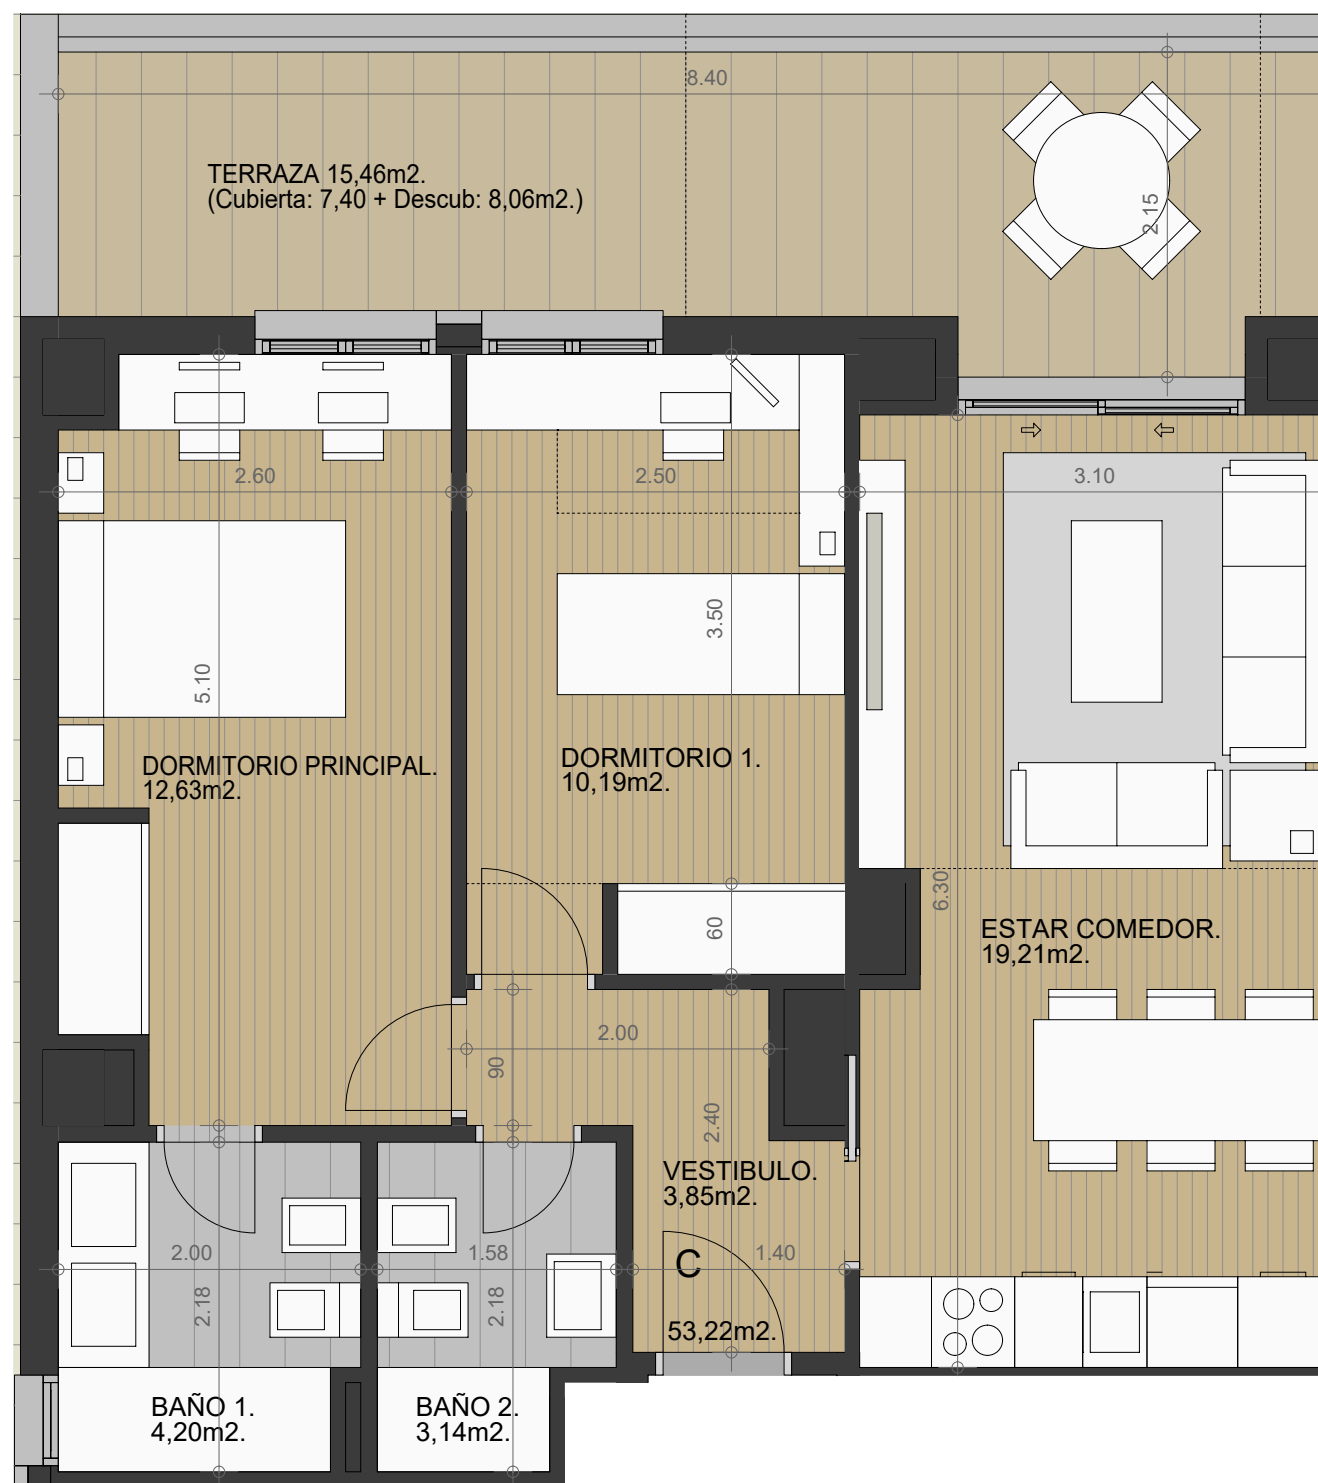 8.40
TERRAZA 15,46m2.
(Cubierta: 7,40 + Descub: 8,06m2.)
2.15
2.60
2.50
3.10
3.50
5.10
DORMITORIO PRINCIPAL.
12,63m2.
DORMITORIO 1.
10,19m2.
60
6.30
ESTAR COMEDOR.
19,21m2.
2.00
90
2.40
VESTIBULO.
3,85m2.
C
2.00
1.58
1.40
2.18
2.18
53,22m2.
BAÑO 1.
4,20m2.
BAÑO 2.
3,14m2.